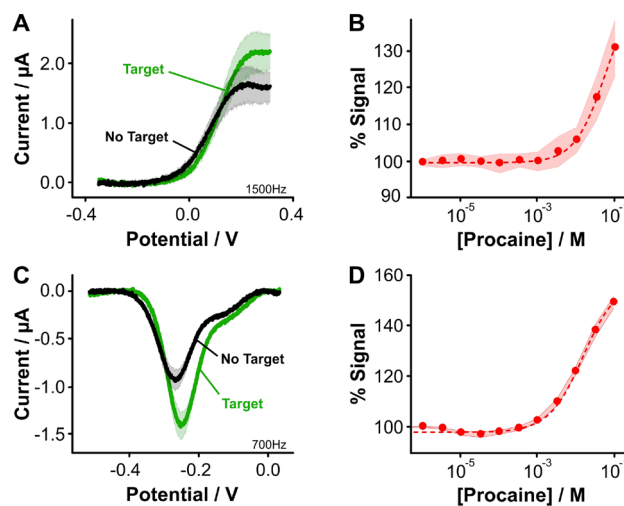 A
Current / µA
2.0
1.0
0.0
Target
No Target
1500Hz
-0.4
0.0
0.4
Potential / V
B
% Signal
130
120
110
100
90
10⁻⁵
10⁻³
10⁻
[Procaine] / M
C
Current / µA
0.0
-0.5
-1.0
-1.5
No Target
Target
700Hz
-0.4
-0.2
0.0
Potential / V
D
% Signal
160
140
120
100
10⁻⁵
10⁻³
10⁻
[Procaine] / M